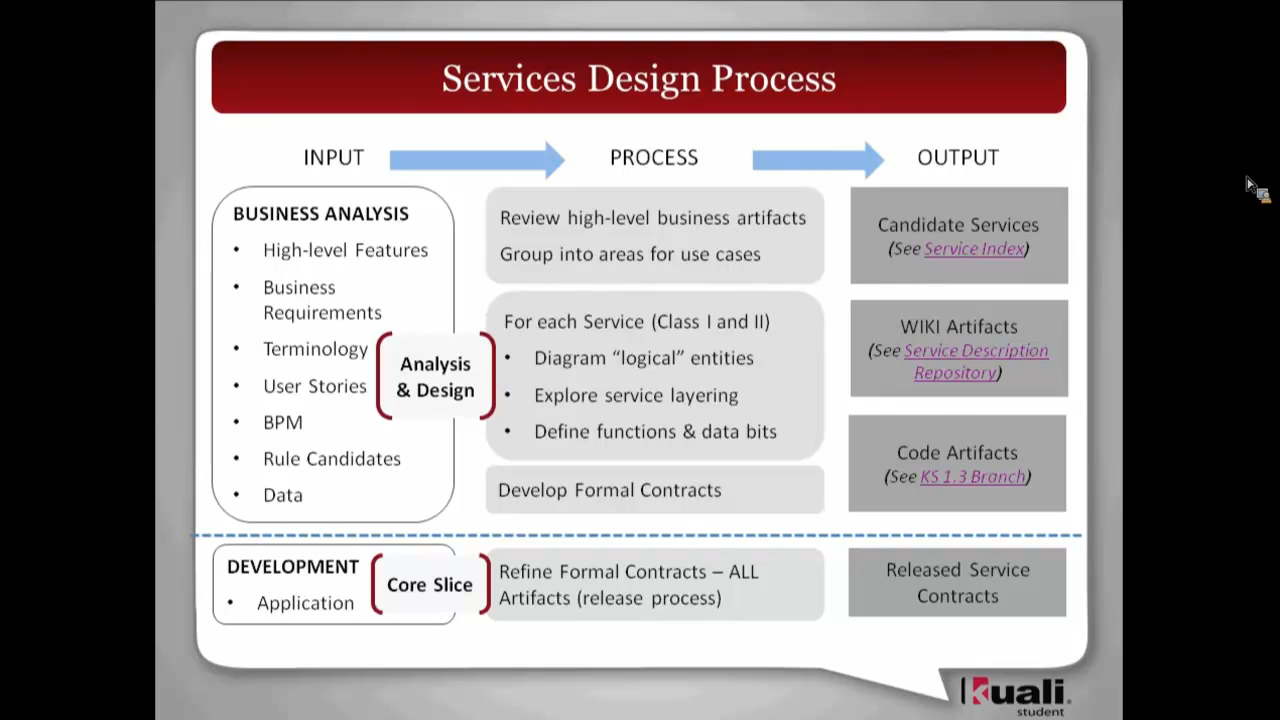 Services Design Process
INPUT
PROCESS
OUTPUT
BUSINESS ANALYSIS
• High-level Features
• Business
Requirements
• Terminology
• User Stories
• BPM
• Rule Candidates
• Data
Analysis
& Design
Review high-level business artifacts
Group into areas for use cases
For each Service (Class I and II)
• Diagram “logical” entities
• Explore service layering
• Define functions & data bits
Develop Formal Contracts
Candidate Services
(See Service Index)
WIKI Artifacts
(See Service Description
Repository)
Code Artifacts
(See KS 1.3 Branch)
DEVELOPMENT
• Application
Core Slice
Refine Formal Contracts – ALL
Artifacts (release process)
Released Service
Contracts
kuali
student